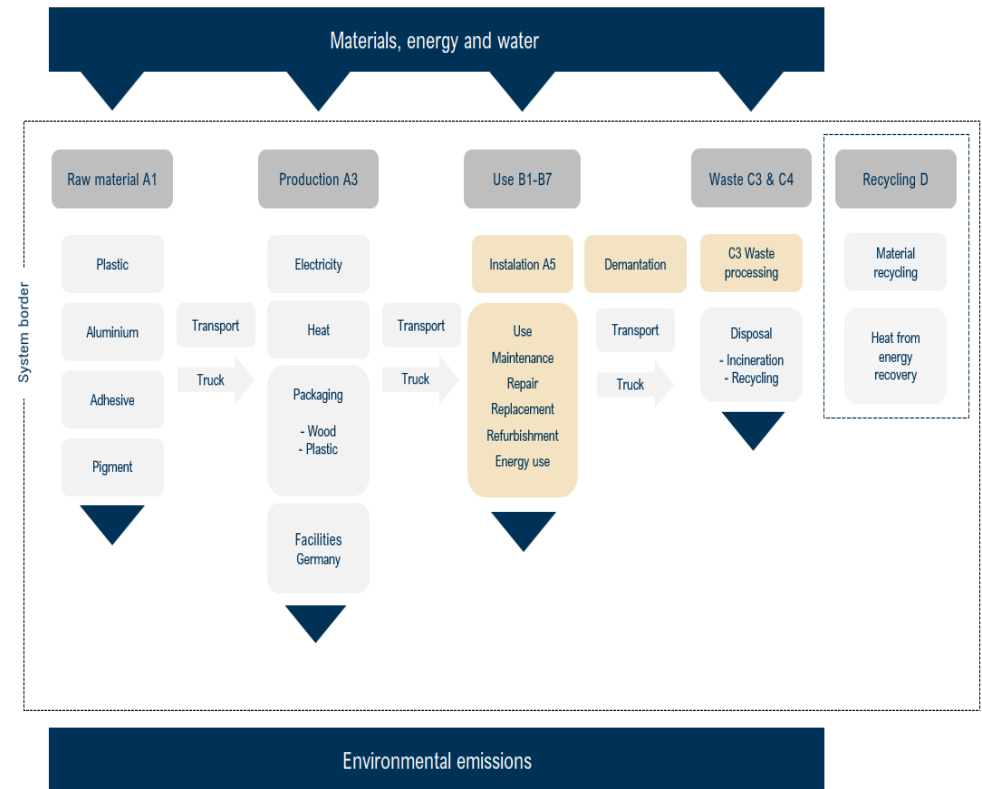 Materials, energy and water
System border
Raw material A1
Plastic
Aluminium
Adhesive
Pigment
Transport
Truck
Production A3
Electricity
Heat
Packaging
- Wood
- Plastic
Facilities
Germany
Transport
Truck
Use B1-B7
Instalation A5
Use
Maintenance
Repair
Replacement
Refurbishment
Energy use
Demantation
Transport
Truck
Waste C3 & C4
C3 Waste
processing
Disposal
- Incineration
- Recycling
Recycling D
Material
recycling
Heat from
energy
recovery
Environmental emissions